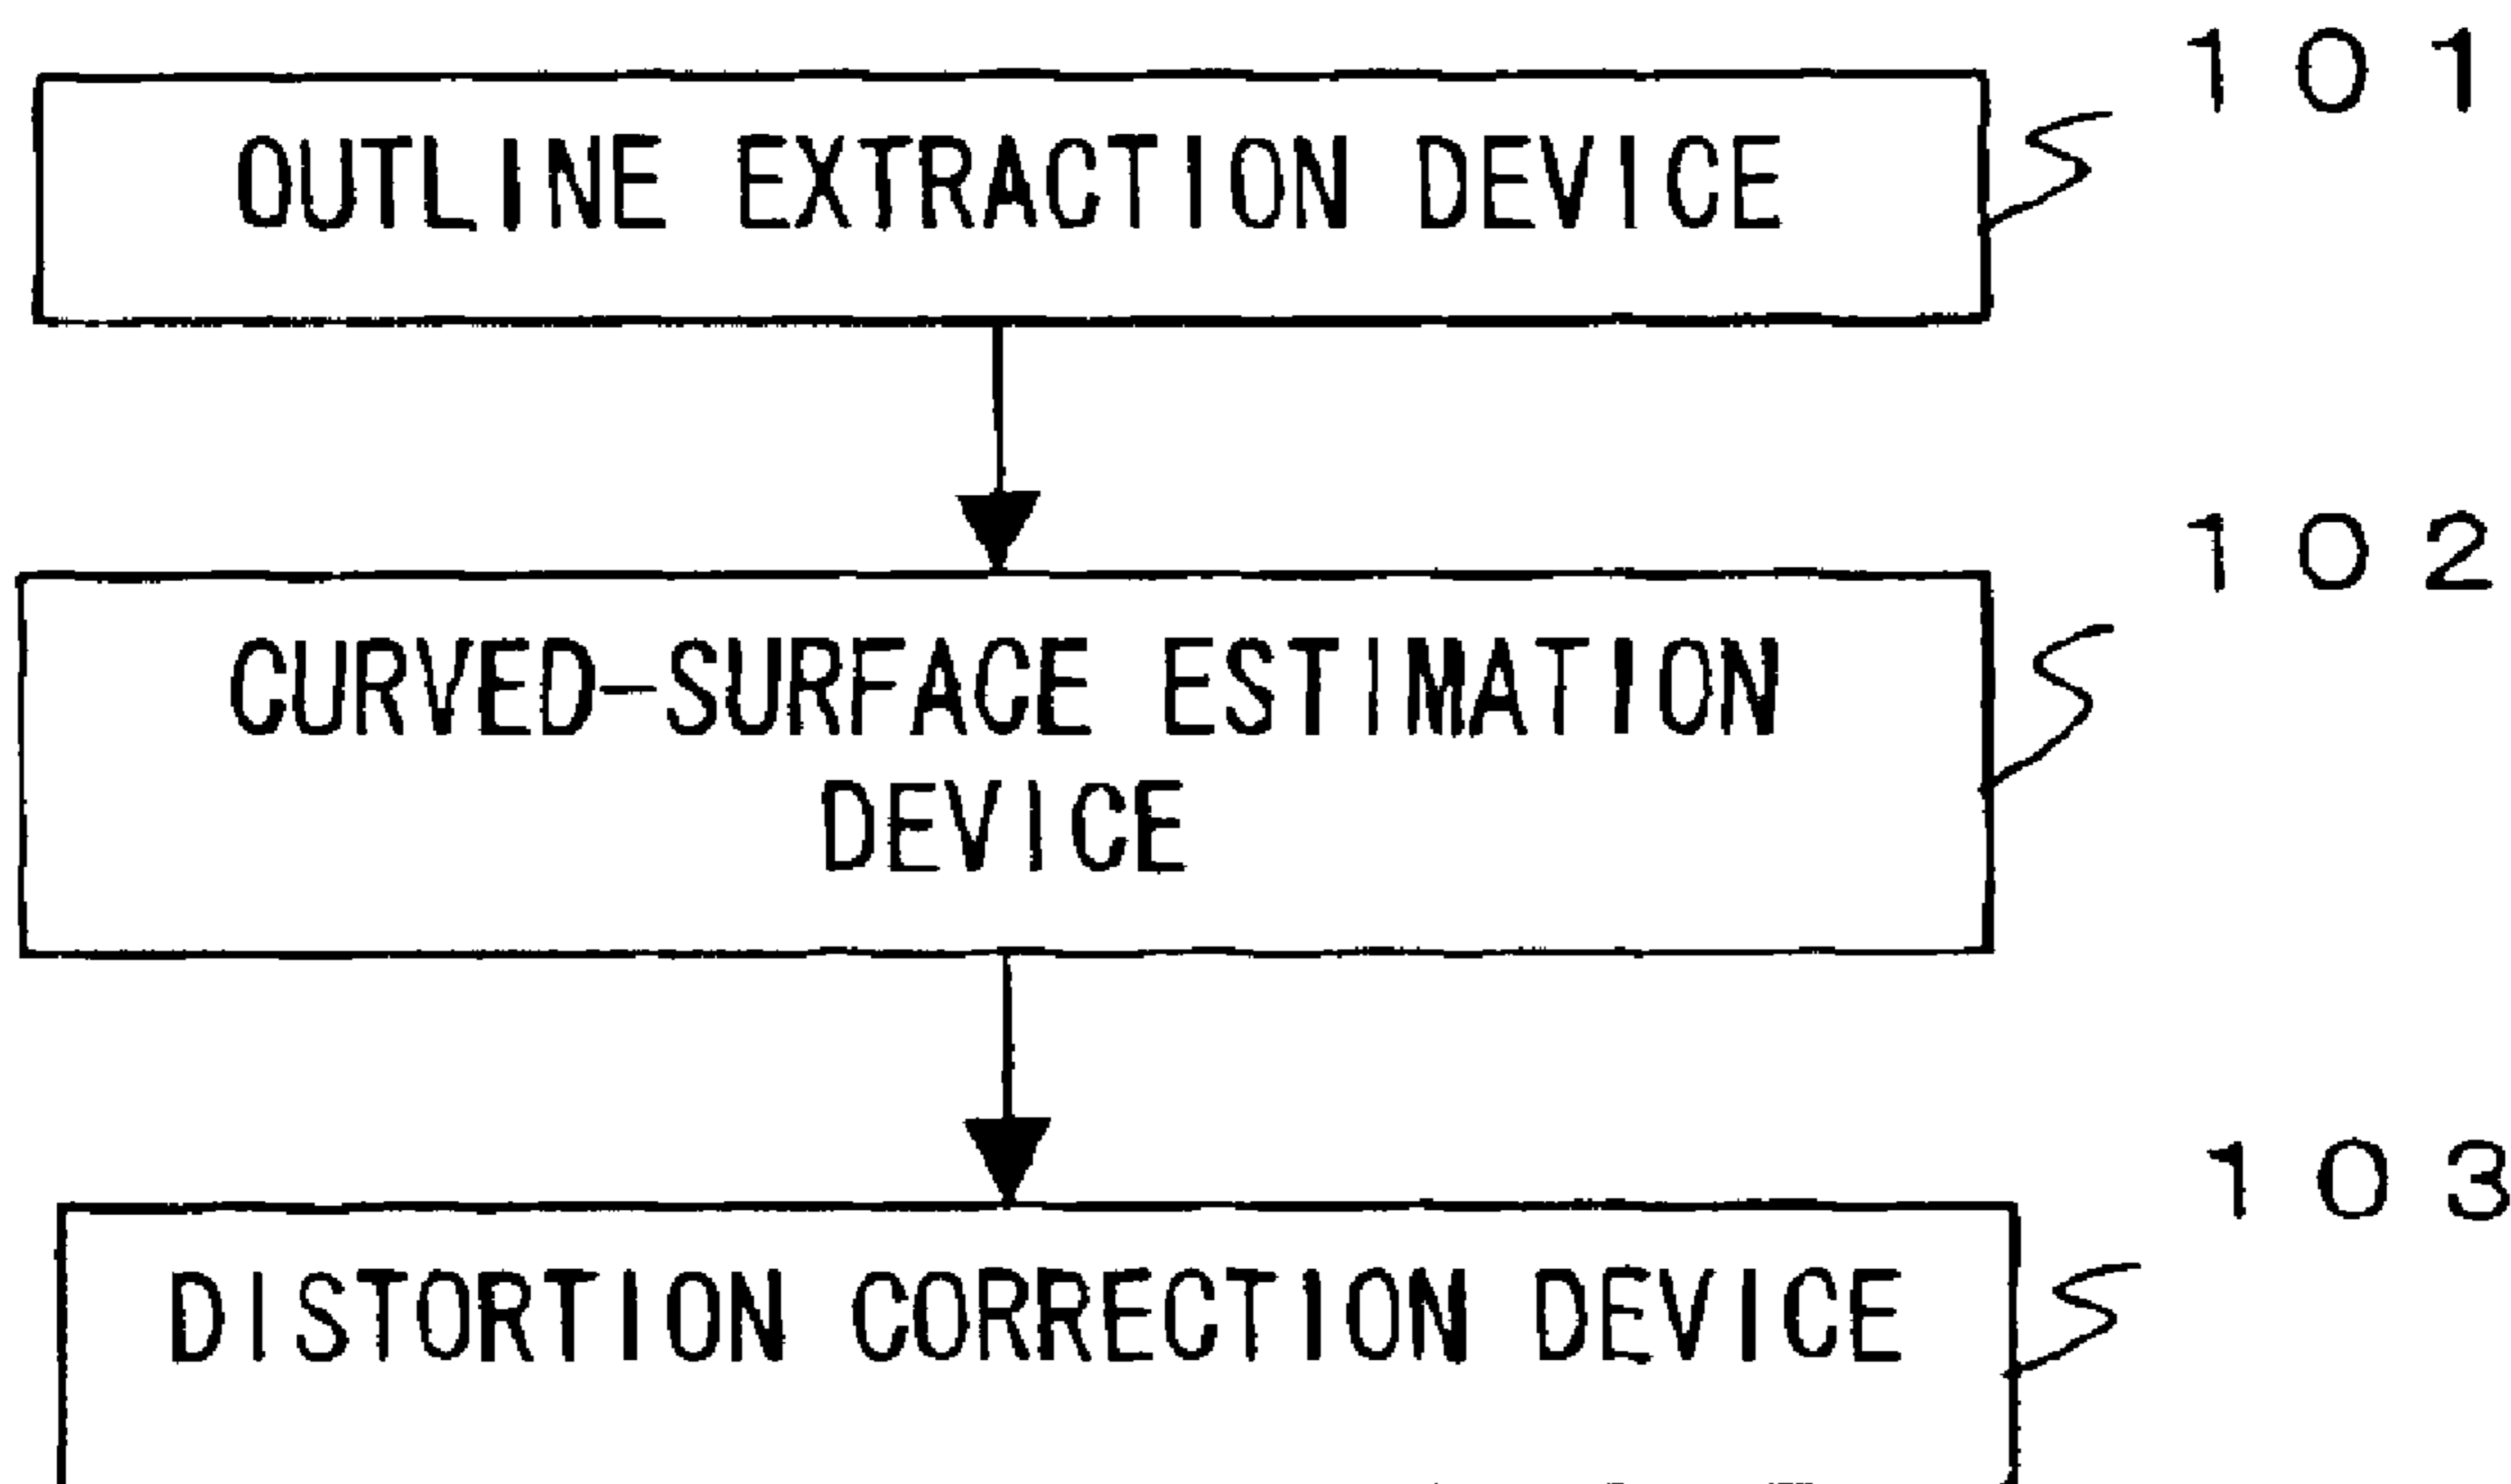 101
OUTLINE EXTRACTION DEVICE
102
CURVED-SURFACE ESTIMATION
DEVICE
103
DISTORTION CORRECTION DEVICE